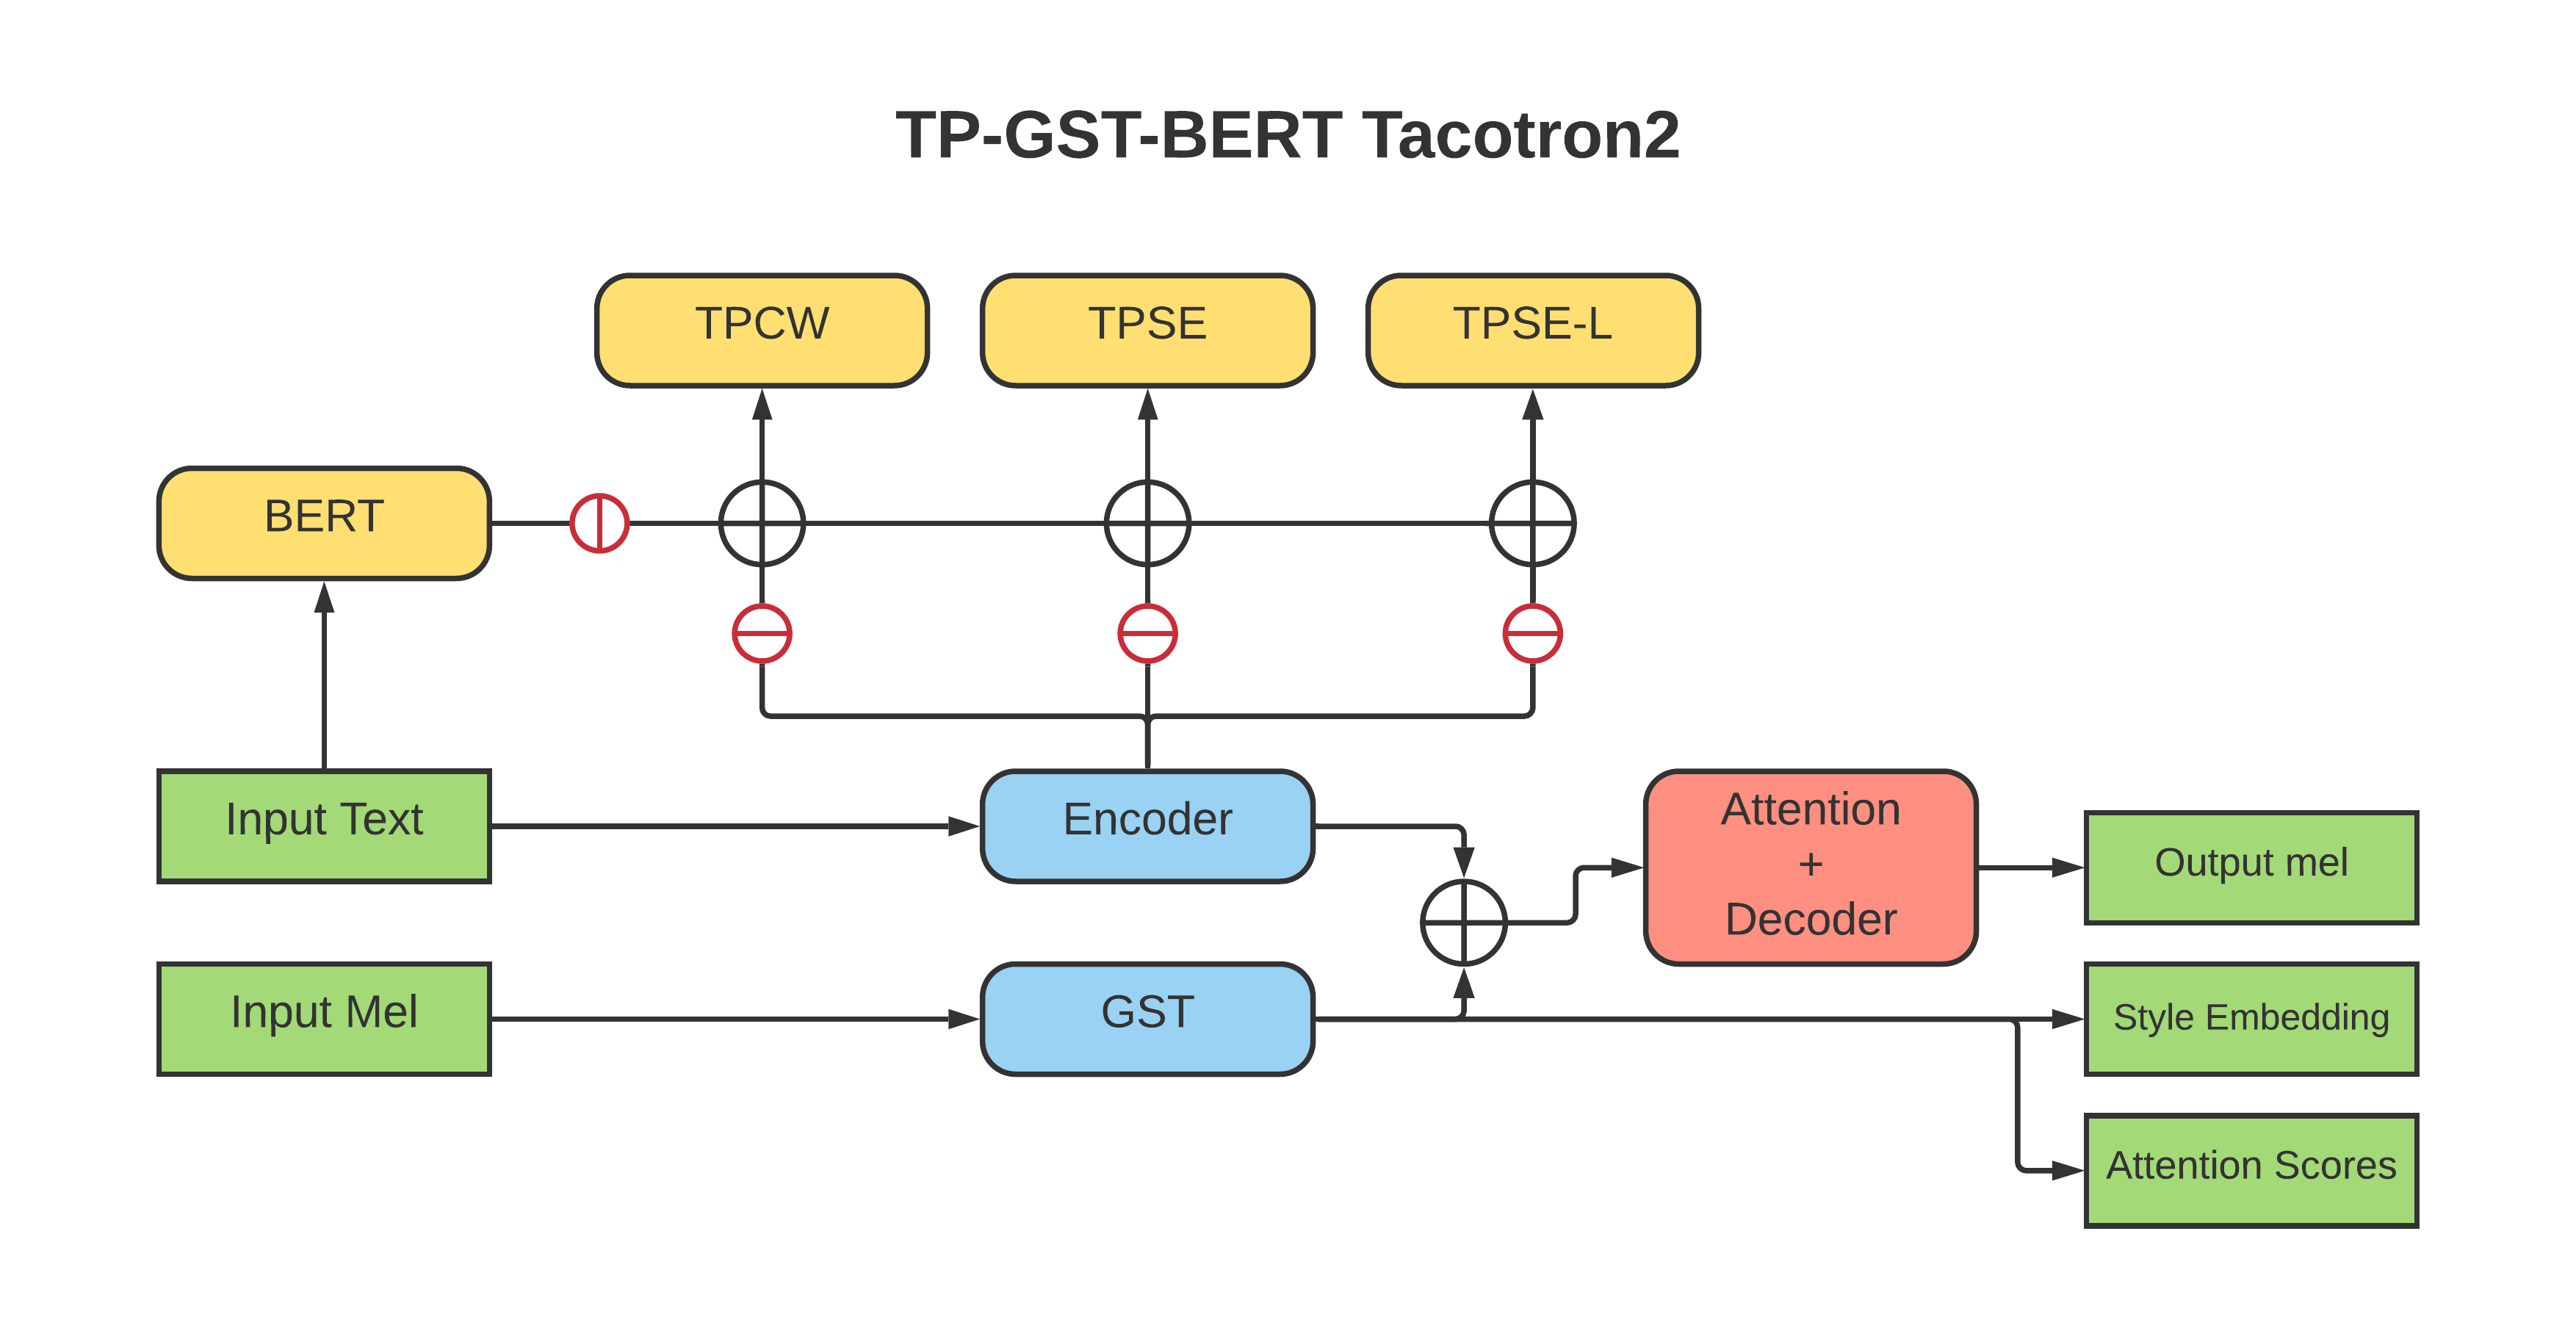 TP-GST-BERT Tacotron2
TPCW
TPSE
TPSE-L
BERT
Input Text
Encoder
Attention
+
Decoder
Output mel
Input Mel
GST
Style Embedding
Attention Scores